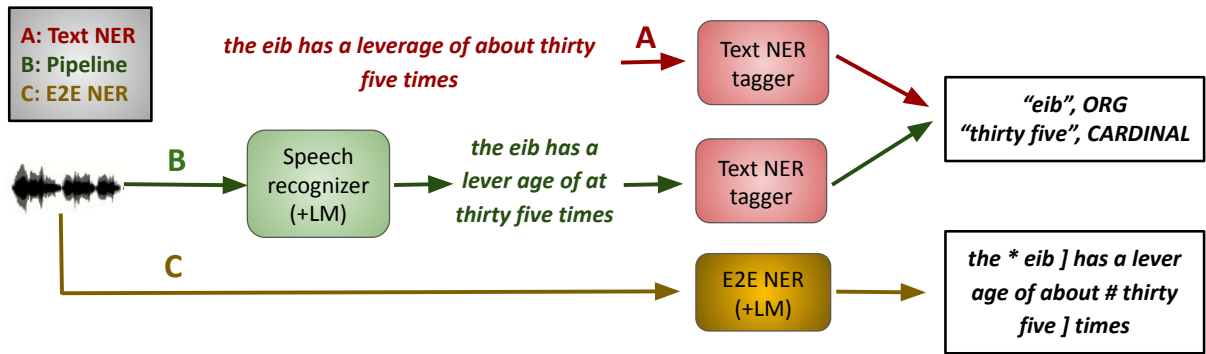 A: Text NER
B: Pipeline
C: E2E NER
the eib has a leverage of about thirty
five times
A
Text NER
tagger
"eib", ORG
"thirty five", CARDINAL
B
Speech
recognizer
(+LM)
the eib has a
lever age of at
thirty five times
Text NER
tagger
C
E2E NER
(+LM)
the * eib ] has a lever
age of about # thirty
five ] times